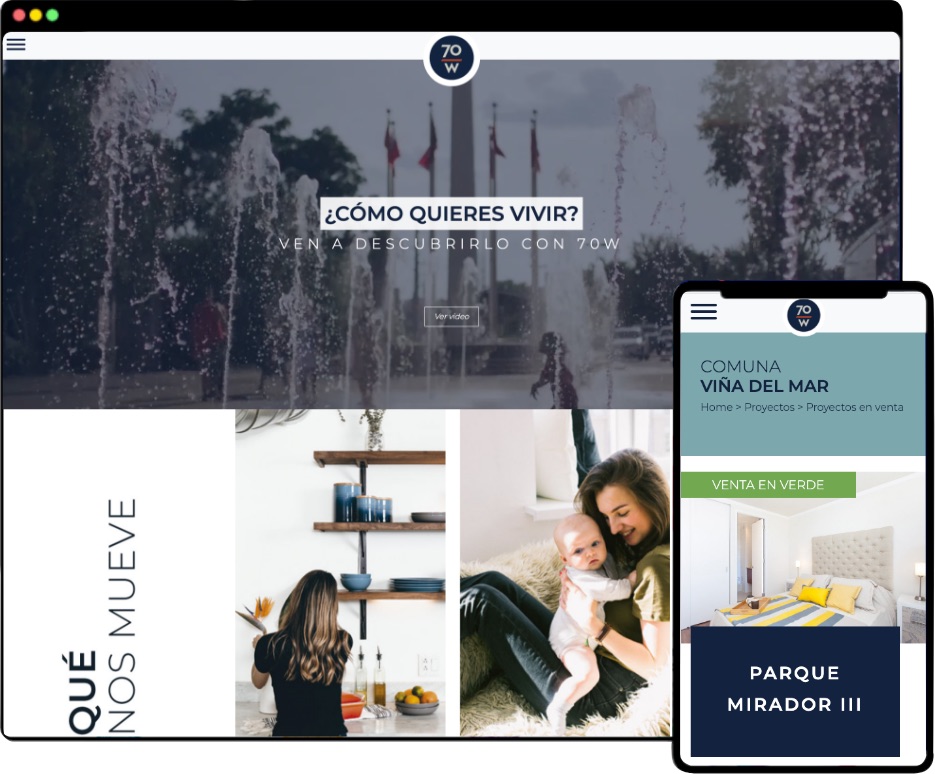 70
W
¿CÓMO QUIERES VIVIR?
VEN A DESCUBRIRLO CON 70W
Ver video
QUÉ
NOS MUEVE
70
W
COMUNA
VIÑA DEL MAR
Home > Proyectos > Proyectos en venta
VENTA EN VERDE
PARQUE
MIRADOR III